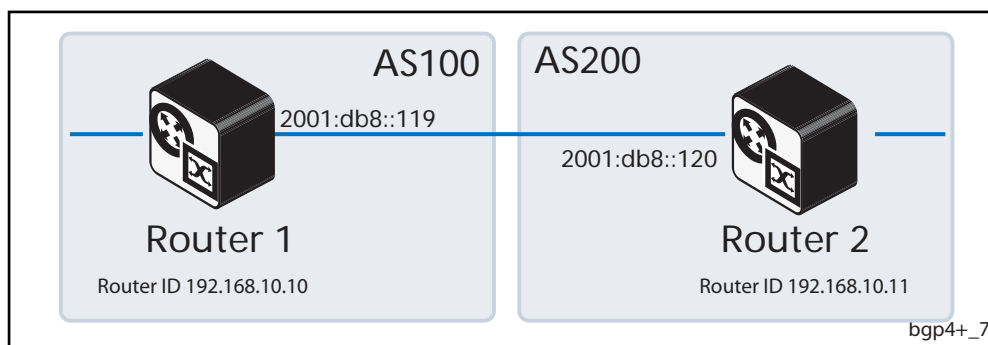 AS100
AS200
2001:db8::119
2001:db8::120
Router 1
Router 2
Router ID 192.168.10.10
Router ID 192.168.10.11
bgp4+_7